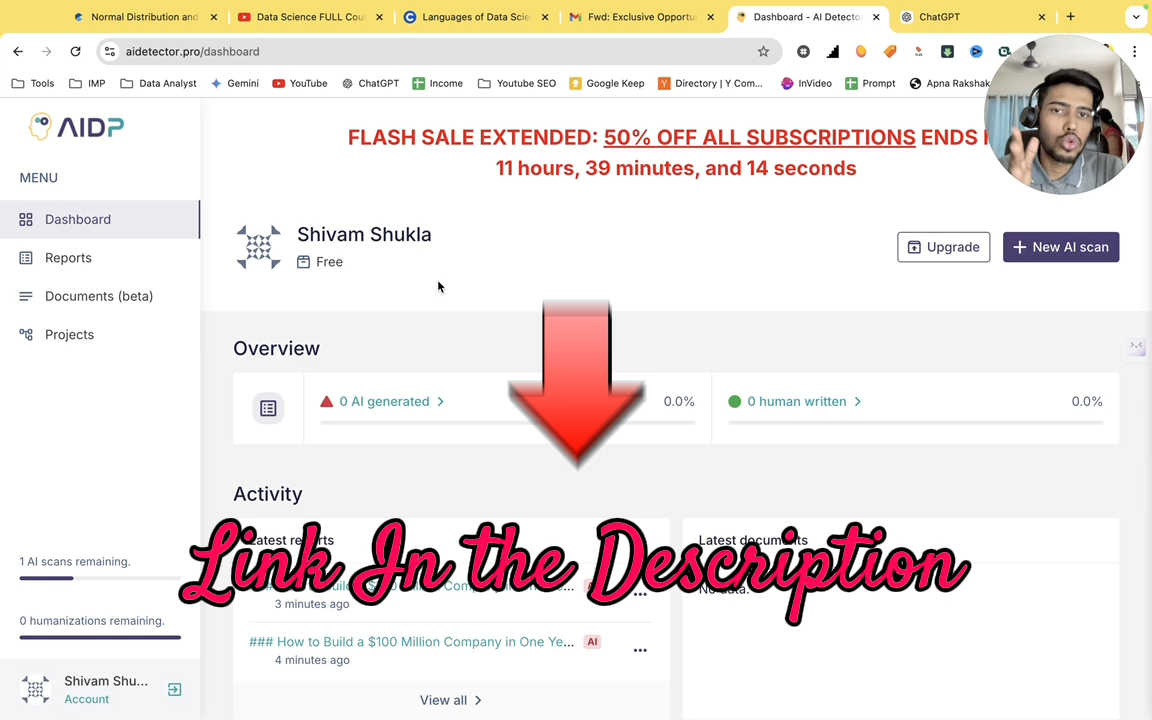 Normal Distribution and
Data Science FULL Cou
Languages of Data Scie
Fwd: Exclusive Opportu
Dashboard - AI Detecto
ChatGPT
aidetector.pro/dashboard
Tools
IMP
Data Analyst
Gemini
YouTube
ChatGPT
Income
Youtube SEO
Google Keep
Directory | Y Com...
InVideo
Prompt
Apna Rakshak
AIDP
FLASH SALE EXTENDED: 50% OFF ALL SUBSCRIPTIONS ENDS
11 hours, 39 minutes, and 14 seconds
MENU
Dashboard
Reports
Documents (beta)
Projects
Shivam Shukla
Free
Upgrade
New AI scan
Overview
0 AI generated
0.0%
0 human written
0.0%
Activity
Latest reports
Latest documents
Link In the Description
AI
3 minutes ago
### How to Build a $100 Million Company in One Ye...
AI
4 minutes ago
View all
1 AI scans remaining.
0 humanizations remaining.
Shivam Shu...
Account